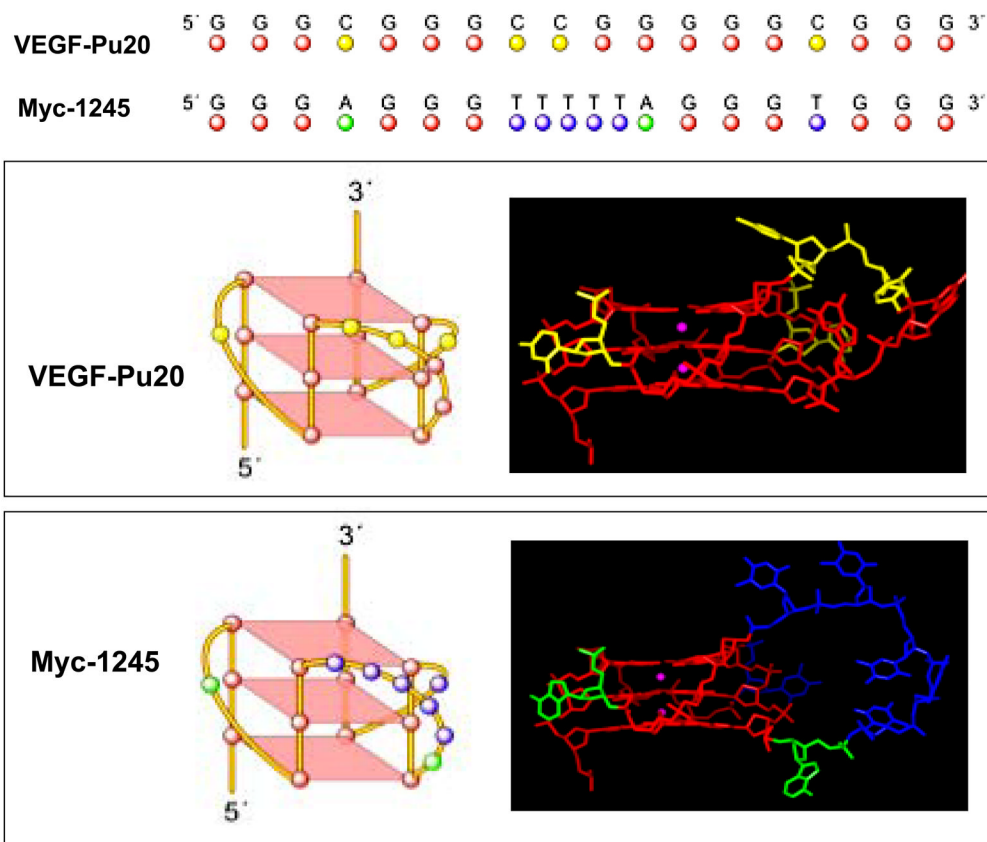 5´ G G G C G G G C C G G G G G C G G G 3´
VEGF-Pu20
5´ G G G A G G G T T T T T A G G G T G G G 3´
Myc-1245
3´
VEGF-Pu20
5´
3´
Myc-1245
5´